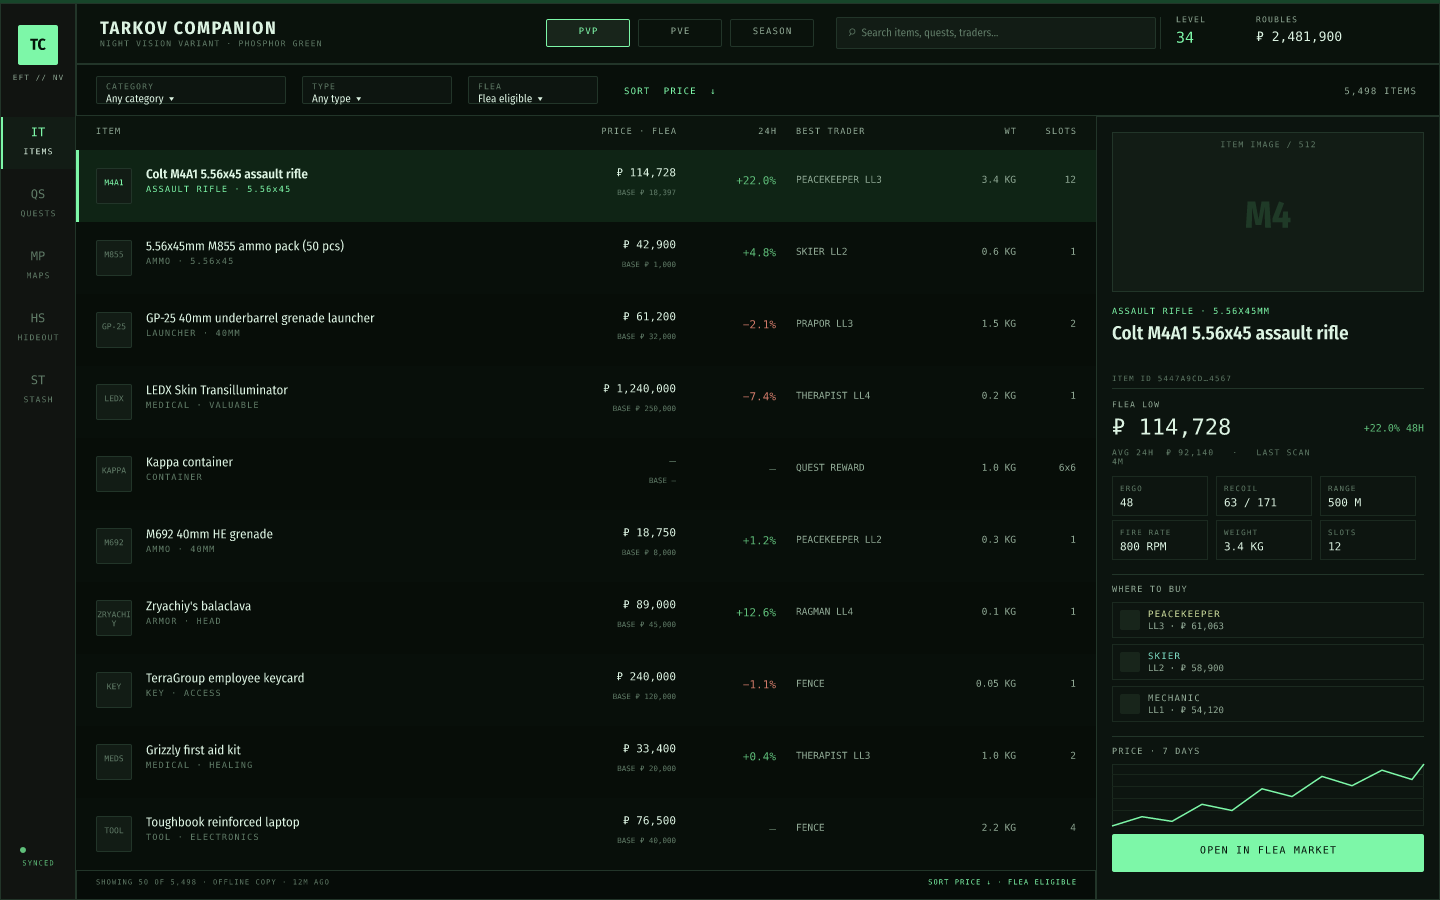 TC
EFT // NV
IT
ITEMS
QS
QUESTS
MP
MAPS
HS
HIDEOUT
ST
STASH
SYNCED
TARKOV COMPANION
NIGHT VISION VARIANT · PHOSPHOR GREEN
PVP
PVE
SEASON
Search items, quests, traders...
LEVEL
34
ROUBLES
₽ 2,481,900
CATEGORY
Any category ▾
TYPE
Any type ▾
FLEA
Flea eligible ▾
SORT PRICE ↓
5,498 ITEMS
ITEM PRICE · FLEA 24H BEST TRADER WT SLOTS
M4A1
Colt M4A1 5.56x45 assault rifle
ASSAULT RIFLE · 5.56x45
₽ 114,728
BASE ₽ 18,397
+22.0%
PEACEKEEPER LL3
3.4 KG
12
M855
5.56x45mm M855 ammo pack (50 pcs)
AMMO · 5.56x45
₽ 42,900
BASE ₽ 1,000
+4.8%
SKIER LL2
0.6 KG
1
GP-25
GP-25 40mm underbarrel grenade launcher
LAUNCHER · 40MM
₽ 61,200
BASE ₽ 32,000
−2.1%
PRAPOR LL3
1.5 KG
2
LEDX
LEDX Skin Transilluminator
MEDICAL · VALUABLE
₽ 1,240,000
BASE ₽ 250,000
−7.4%
THERAPIST LL4
0.2 KG
1
KAPPA
Kappa container
CONTAINER
—
BASE —
—
QUEST REWARD
1.0 KG
6x6
M692
M692 40mm HE grenade
AMMO · 40MM
₽ 18,750
BASE ₽ 8,000
+1.2%
PEACEKEEPER LL2
0.3 KG
1
ZRYACHI
Y
Zryachiy's balaclava
ARMOR · HEAD
₽ 89,000
BASE ₽ 45,000
+12.6%
RAGMAN LL4
0.1 KG
1
KEY
TerraGroup employee keycard
KEY · ACCESS
₽ 240,000
BASE ₽ 120,000
−1.1%
FENCE
0.05 KG
1
MEDS
Grizzly first aid kit
MEDICAL · HEALING
₽ 33,400
BASE ₽ 20,000
+0.4%
THERAPIST LL3
1.0 KG
2
TOOL
Toughbook reinforced laptop
TOOL · ELECTRONICS
₽ 76,500
BASE ₽ 40,000
—
FENCE
2.2 KG
4
SHOWING 50 OF 5,498 · OFFLINE COPY · 12M AGO
SORT PRICE ↓ · FLEA ELIGIBLE
ITEM IMAGE / 512
M4
ASSAULT RIFLE · 5.56X45MM
Colt M4A1 5.56x45 assault rifle
ITEM ID 5447A9CD…4567
FLEA LOW
₽ 114,728
+22.0% 48H
AVG 24H ₽ 92,140 · LAST SCAN
4M
ERGO
48
RECOIL
63 / 171
RANGE
500 M
FIRE RATE
800 RPM
WEIGHT
3.4 KG
SLOTS
12
WHERE TO BUY
PEACEKEEPER
LL3 · ₽ 61,063
SKIER
LL2 · ₽ 58,900
MECHANIC
LL1 · ₽ 54,120
PRICE · 7 DAYS
OPEN IN FLEA MARKET